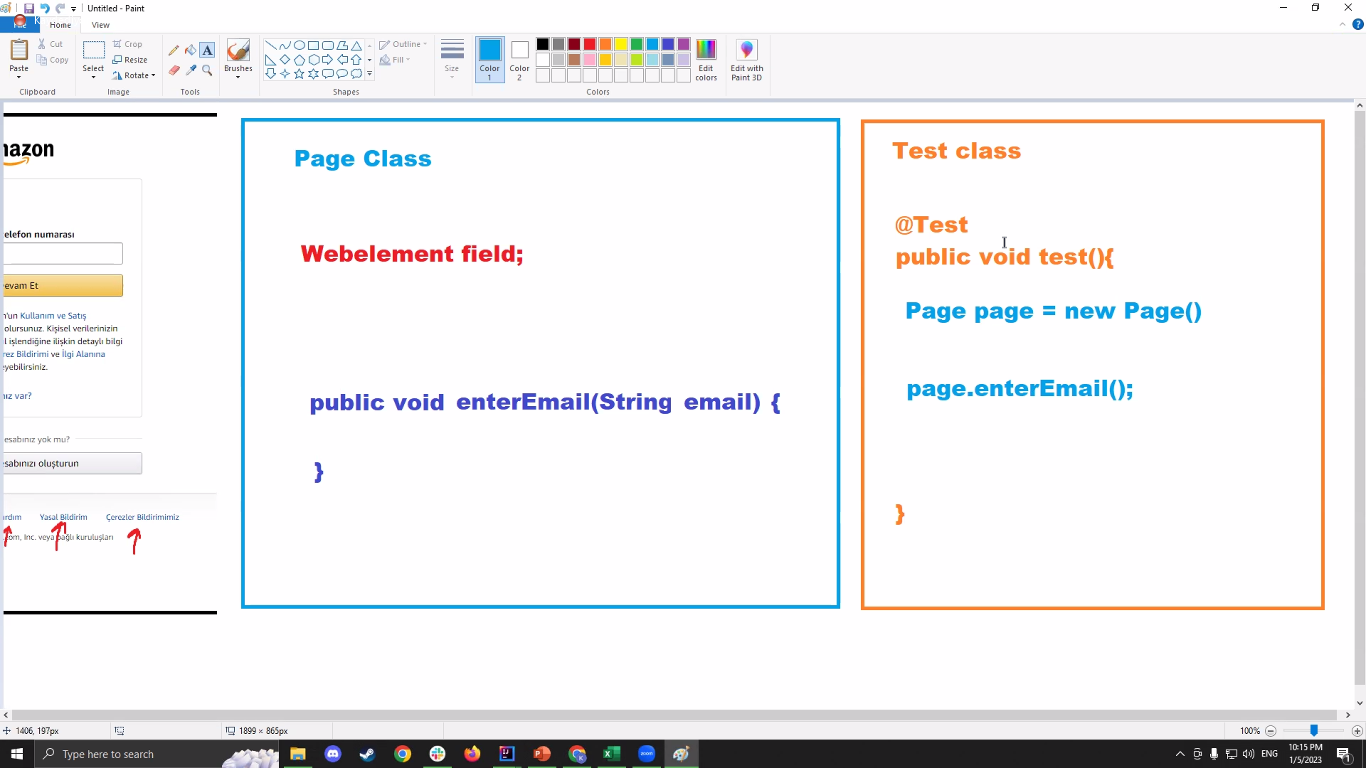 Untitled - Paint
File Home View
Paste
Cut
Copy
Clipboard
Select
Crop
Resize
Rotate
Image
Tools
Brushes
Shapes
Outline
Fill
Size
Color
1
Color
2
Edit
colors
Colors
Edit with
Paint 3D
mazon
elefon numarası
evam Et
n'un Kullanım ve Satış
olursunuz. Kişisel verilerinizin
l işlendiğine ilişkin detaylı bilgi
rez Bildirimi ve İlgi Alanına
eyebilirsiniz.
nız var?
esabınız yok mu?
esabınızı oluşturun
ardım Yasal Bildirim Çerezler Bildirimimiz
com, Inc. veya bağlı kuruluşları
Page Class
Webelement field;
public void enterEmail(String email) {
}
Test class
@Test
public void test(){
Page page = new Page()
page.enterEmail();
}
1406, 197px
1899 × 865px
100%
Type here to search
zoom
ENG
10:15 PM
1/5/2023